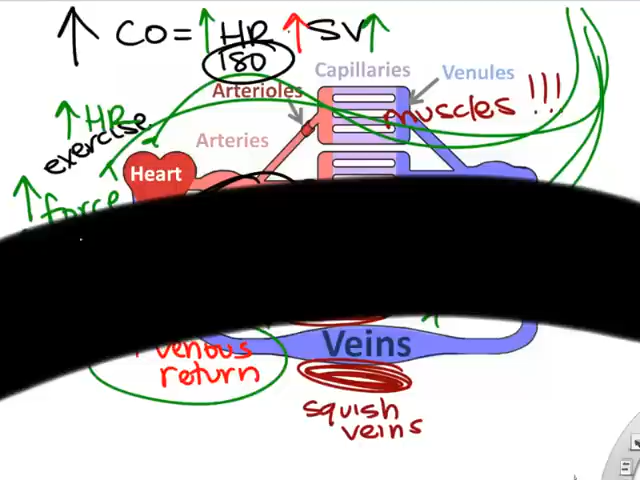 ↑ CO = ↑HR ↑SV↑
180
Capillaries
Venules
Arterioles
muscles !!!
↑ HR
exercise
Arteries
Heart
↑ force
venous
return
Veins
squish
veins